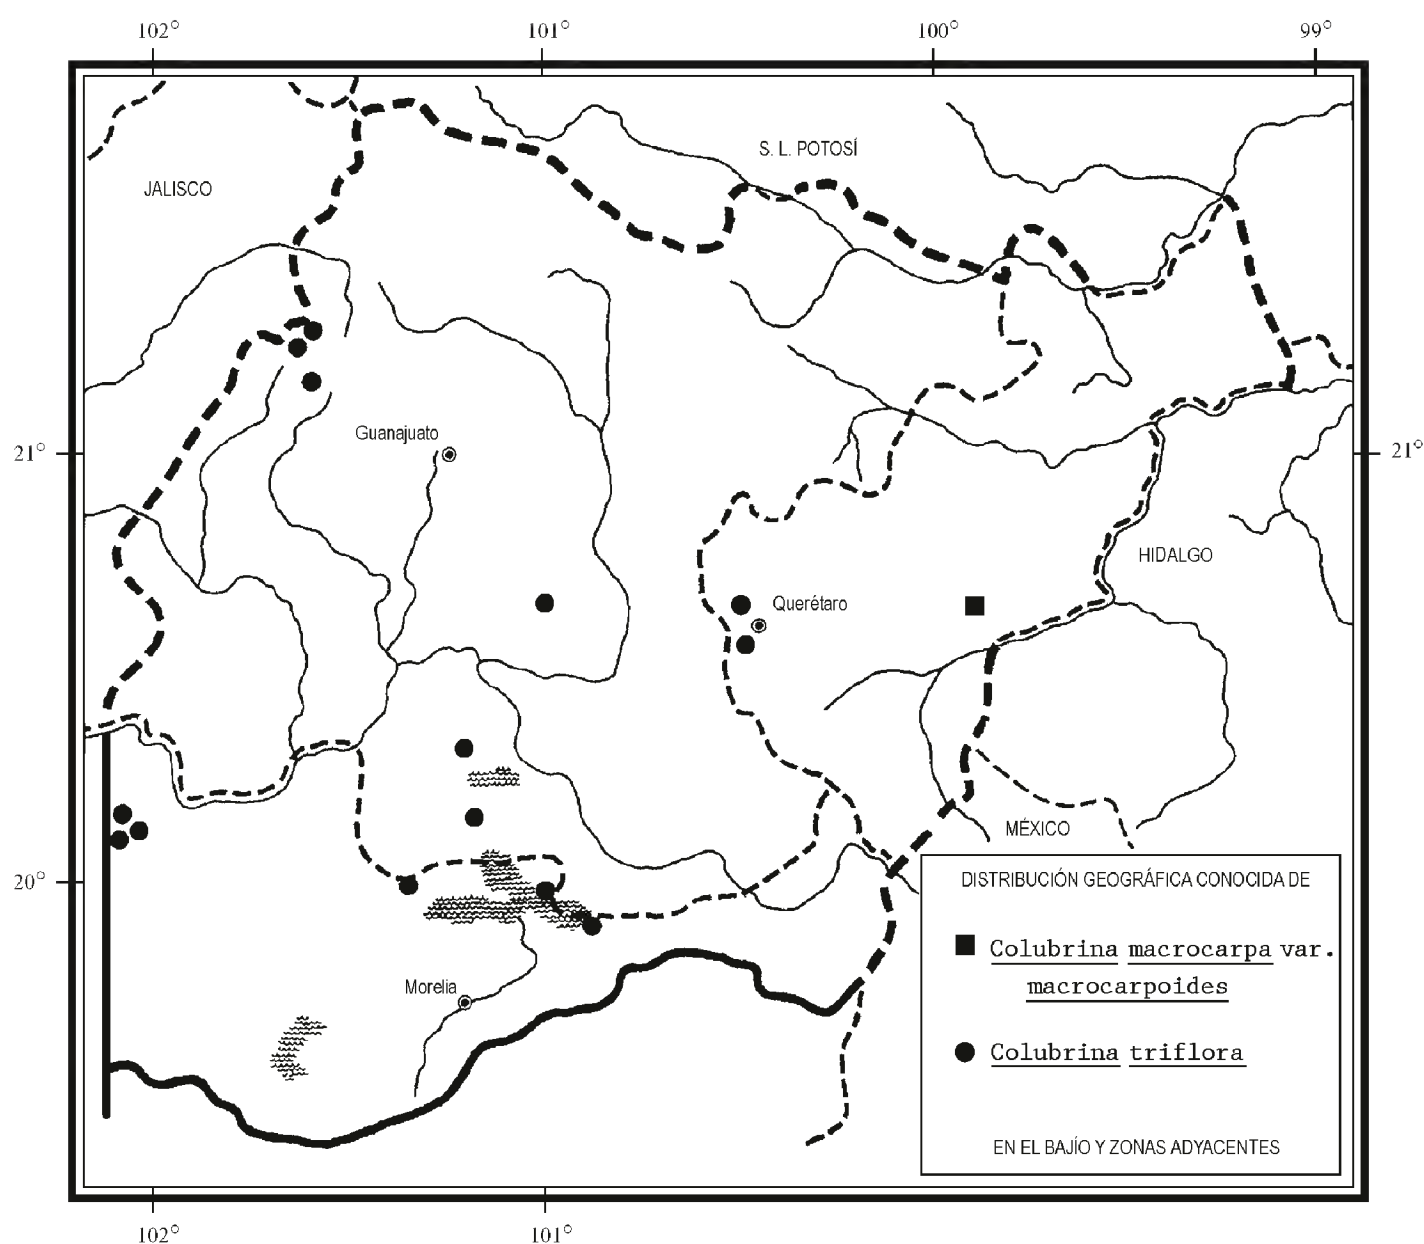 102° 101° 100° 99°
S. L. POTOSÍ
JALISCO
Guanajuato
21° 21°
HIDALGO
Querétaro
MÉXICO
20°
DISTRIBUCIÓN GEOGRÁFICA CONOCIDA DE
Colubrina macrocarpa var.
macrocarpoides
Morelia
Colubrina triflora
EN EL BAJÍO Y ZONAS ADYACENTES
102° 101°